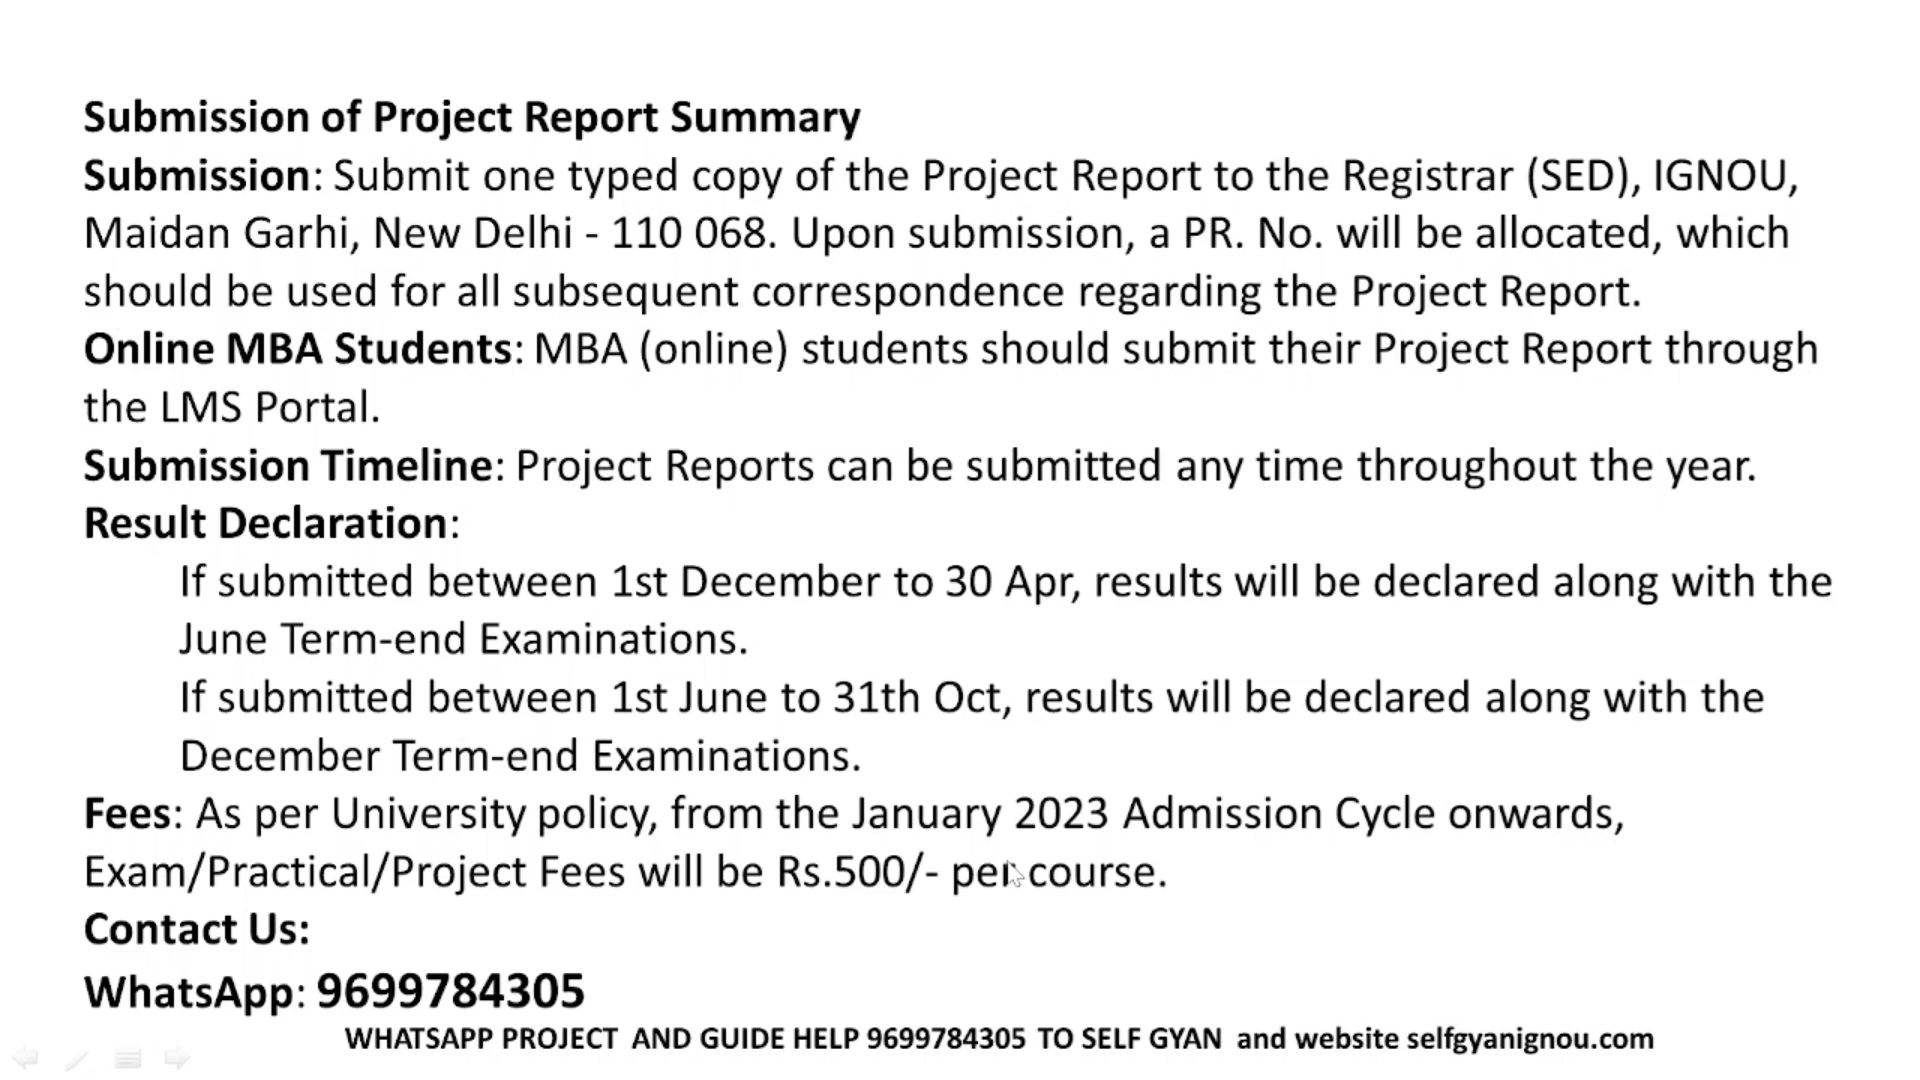 Submission of Project Report Summary
Submission: Submit one typed copy of the Project Report to the Registrar (SED), IGNOU,
Maidan Garhi, New Delhi - 110 068. Upon submission, a PR. No. will be allocated, which
should be used for all subsequent correspondence regarding the Project Report.
Online MBA Students: MBA (online) students should submit their Project Report through
the LMS Portal.
Submission Timeline: Project Reports can be submitted any time throughout the year.
Result Declaration:
If submitted between 1st December to 30 Apr, results will be declared along with the
June Term-end Examinations.
If submitted between 1st June to 31th Oct, results will be declared along with the
December Term-end Examinations.
Fees: As per University policy, from the January 2023 Admission Cycle onwards,
Exam/Practical/Project Fees will be Rs.500/- per course.
Contact Us:
WhatsApp: 9699784305
WHATSAPP PROJECT AND GUIDE HELP 9699784305 TO SELF GYAN and website selfgyanignou.com